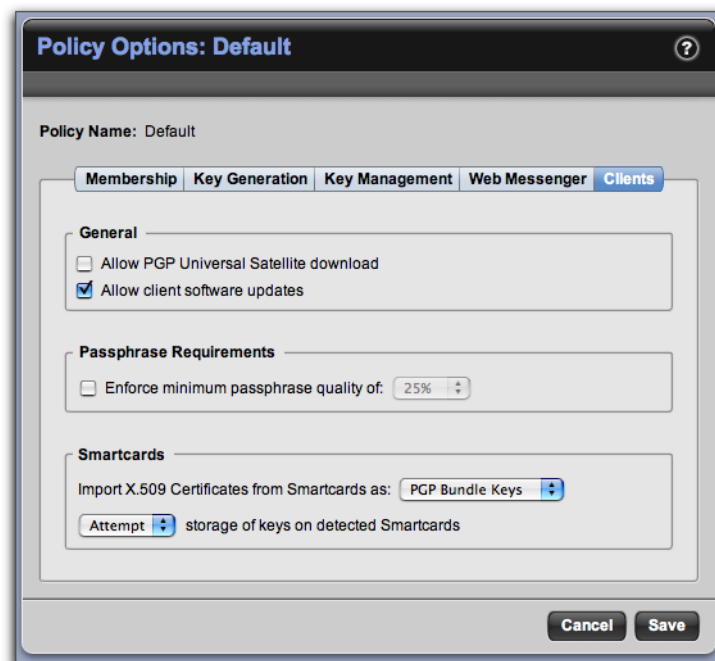 Policy Options: Default
?
Policy Name: Default
Membership Key Generation Key Management Web Messenger Clients
General
Allow PGP Universal Satellite download
Allow client software updates
Passphrase Requirements
Enforce minimum passphrase quality of: 25%
Smartcards
Import X.509 Certificates from Smartcards as: PGP Bundle Keys
Attempt storage of keys on detected Smartcards
Cancel Save